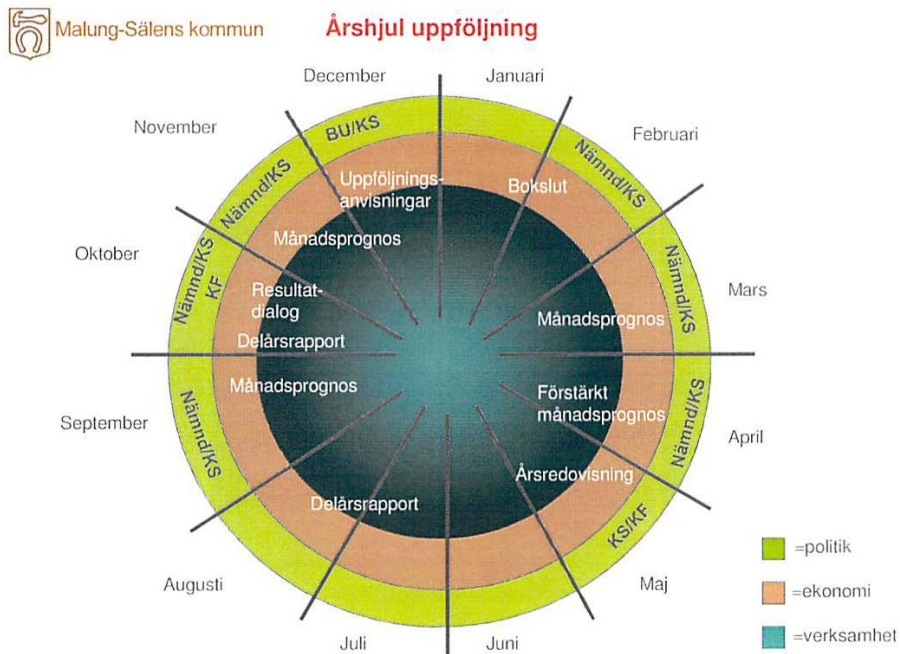 Malung-Sälens kommun
Årshjul uppföljning
December
Januari
November
Februari
Oktober
Mars
September
April
Augusti
Maj
Juli
Juni
BU/KS
Nämnd/KS
Nämnd/KS
Nämnd/KS
KF
Nämnd/KS
Nämnd/KS
Nämnd/KS
KS/KF
Uppföljnings-
anvisningar
Bokslut
Månadsprognos
Resultat-
dialog
Delårsrapport
Månadsprognos
Månadsprognos
Förstärkt
månadsprognos
Årsredovisning
Delårsrapport
=politik
=ekonomi
=verksamhet